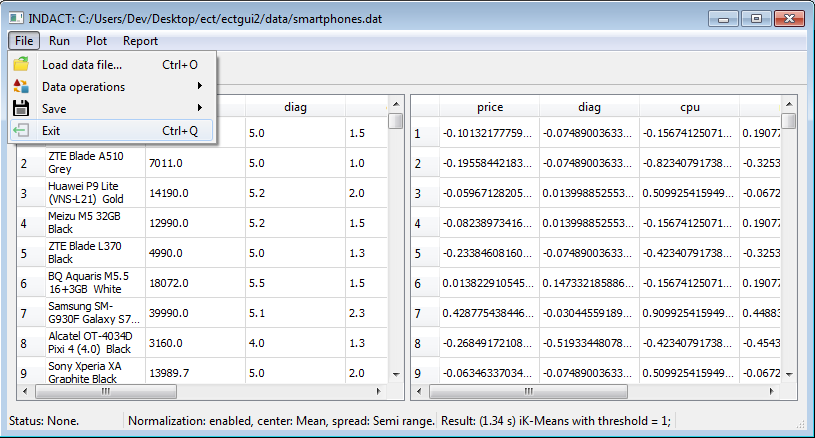 INDACT: C:/Users/Dev/Desktop/ect/ectgui2/data/smartphones.dat
File Run Plot Report
Load data file... Ctrl+O
Data operations
Save
Exit Ctrl+Q
diag
price diag cpu
5.0 1.5
1 -0.10132177759... -0.07489003633... -0.15674125071... 0.19077
2 ZTE Blade A510 Grey 7011.0 5.0 1.0
2 -0.19558442183... -0.07489003633... -0.82340791738... -0.3253
3 Huawei P9 Lite (VNS-L21) Gold 14190.0 5.2 2.0
3 -0.05967128205... 0.013998852553... 0.509925415949... -0.0672
4 Meizu M5 32GB Black 12990.0 5.2 1.5
4 -0.08238973416... 0.013998852553... -0.15674125071... 0.19077
5 ZTE Blade L370 Black 4990.0 5.0 1.3
5 -0.23384608160... -0.07489003633... -0.42340791738... -0.3253
6 BQ Aquaris M5.5 16+3GB White 18072.0 5.5 1.5
6 0.013822910545... 0.147332185886... -0.15674125071... 0.19077
7 Samsung SM-G930F Galaxy S7... 39990.0 5.1 2.3
7 0.428775438446... -0.03044559189... 0.909925415949... 0.44883
8 Alcatel OT-4034D Pixi 4 (4.0) Black 3160.0 4.0 1.3
8 -0.26849172108... -0.51933448078... -0.42340791738... -0.4543
9 Sony Xperia XA Graphite Black 13989.7 5.0 2.0
9 -0.06346337034... -0.07489003633... 0.509925415949... -0.0672
Status: None. Normalization: enabled, center: Mean, spread: Semi range. Result: (1.34 s) iK-Means with threshold = 1;